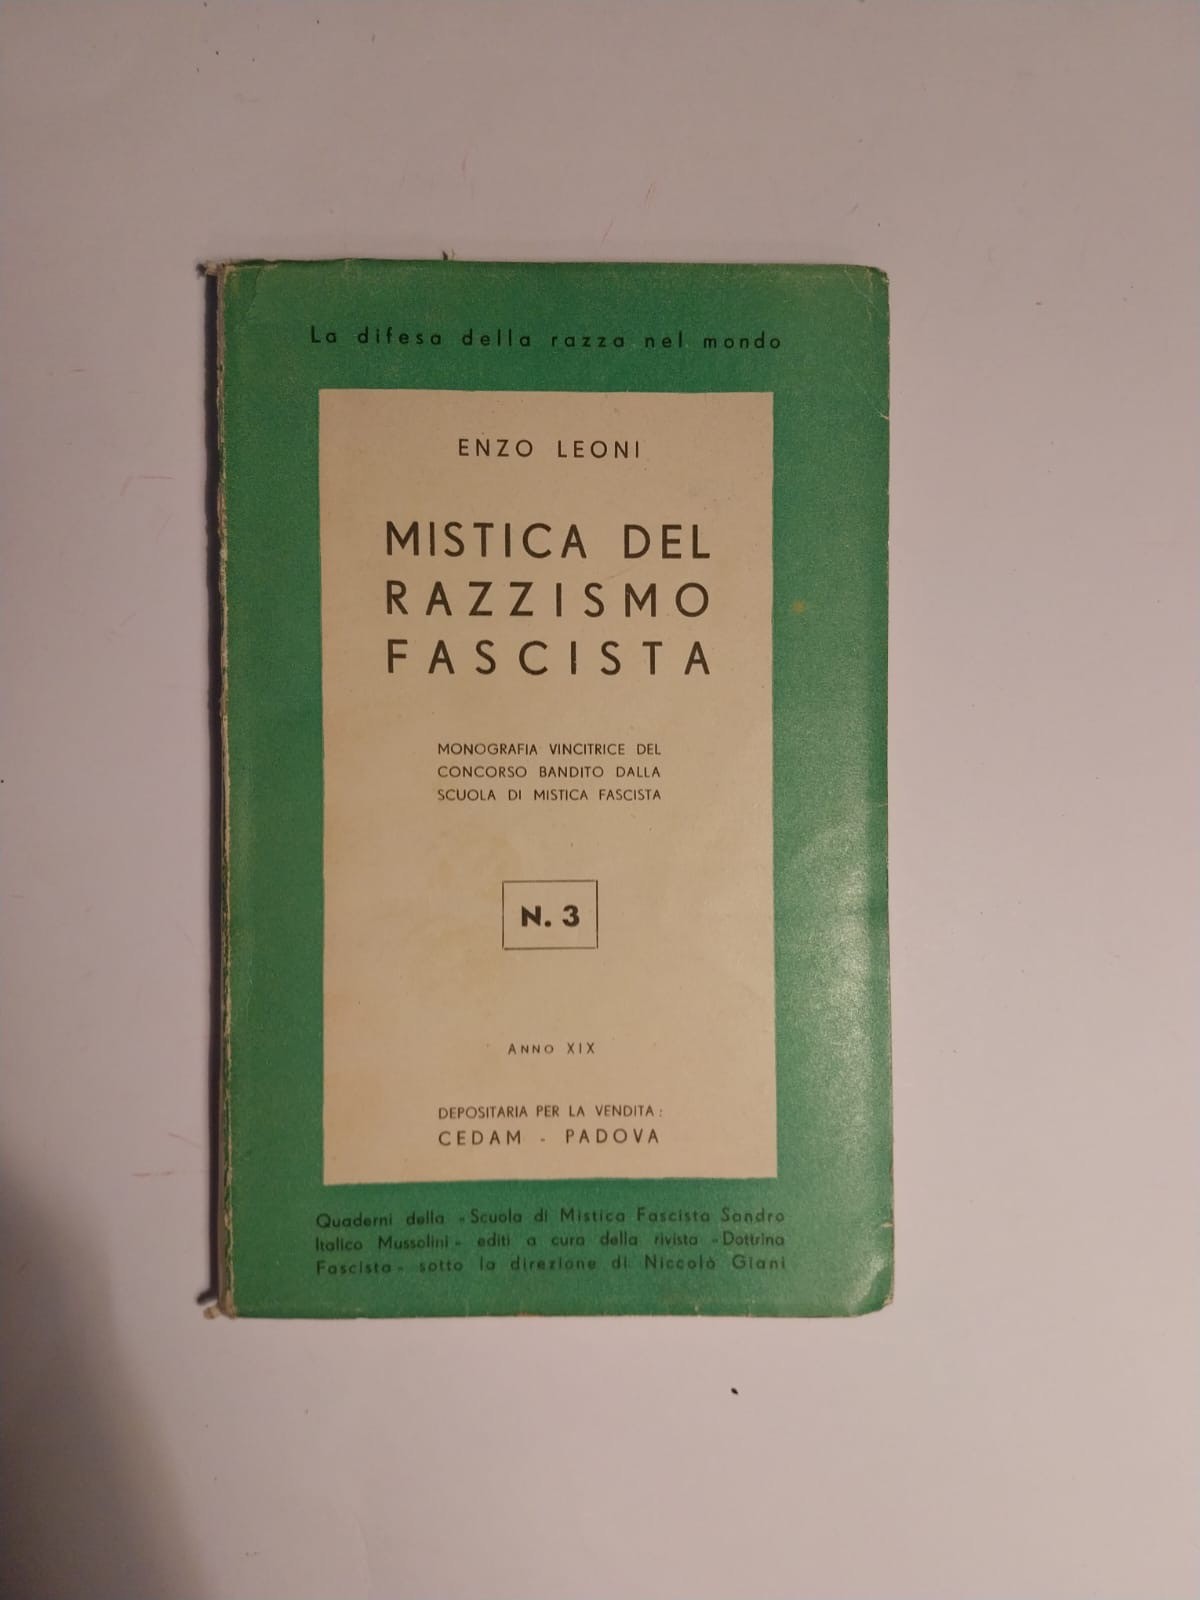 La difesa della razza nel mondo
ENZO LEONI
MISTICA DEL
RAZZISMO
FASCISTA
MONOGRAFIA VINCITRICE DEL
CONCORSO BANDITO DALLA
SCUOLA DI MISTICA FASCISTA
N. 3
ANNO XIX
DEPOSITARIA PER LA VENDITA:
CEDAM - PADOVA
Quaderni della «Scuola di Mistica Fascista Sandro
Italico Mussolini» editi a cura della rivista «Dottrina
Fascista» sotto la direzione di Niccolò Giani